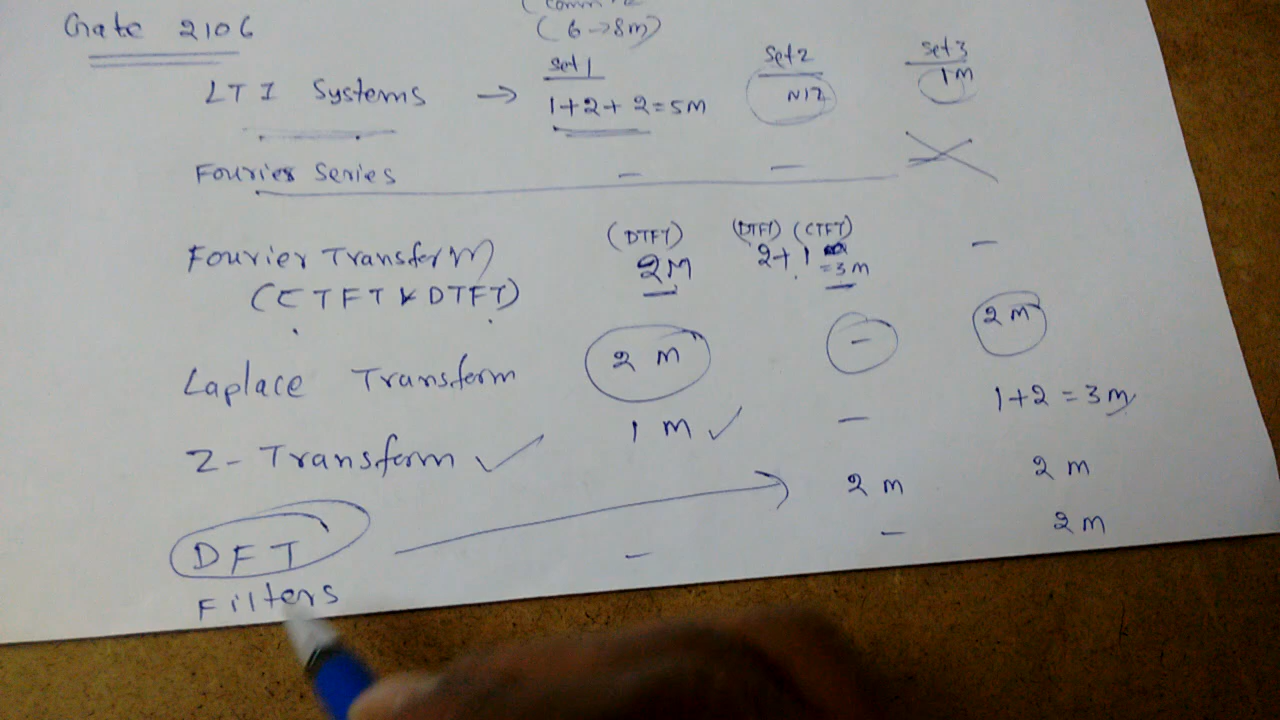 Gate 2106
(6 → 8m)
Set 1 Set 2 Set 3
LTI Systems → 1+2+2=5m Nil 1m
Fourier Series - -
(DTFT) (DTFT) (CTFT)
Fourier Transform 2m 2+1 =3m -
(CTFT & DTFT)
Laplace Transform 2 m - 2 m
Z-Transform ✓ 1 m ✓ - 1+2=3m
DFT → 2 m 2 m
Filters - - 2 m